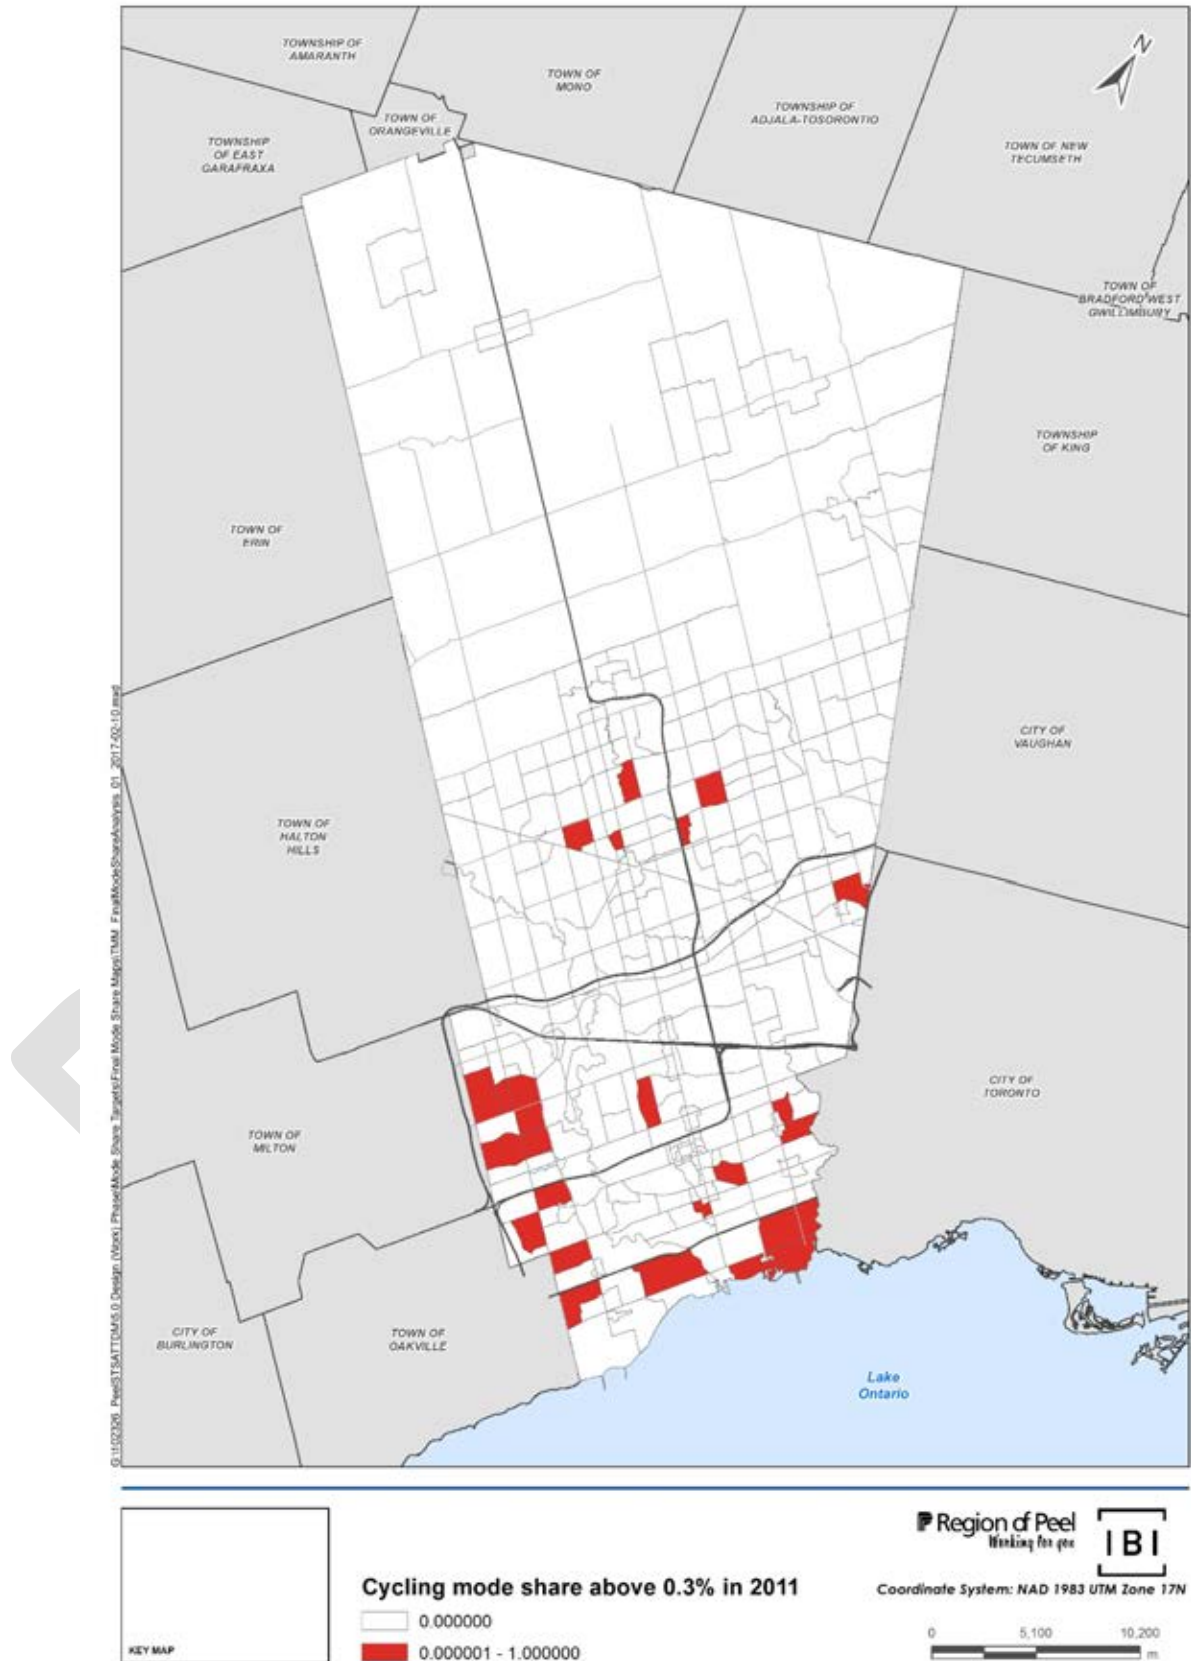 TOWNSHIP OF
AMARANTH
TOWN OF
MONO
N
TOWN OF
ORANGEVILLE
TOWNSHIP OF
ADJALA-TOSORONTIO
TOWNSHIP
OF EAST
GARAFRAXA
TOWN OF NEW
TECUMSETH
TOWN OF
BRADFORD WEST
GWILLIMBURY
TOWNSHIP
OF KING
TOWN OF
ERIN
CITY OF
VAUGHAN
TOWN OF
HALTON
HILLS
CITY OF
TORONTO
TOWN OF
MILTON
CITY OF
BURLINGTON
TOWN OF
OAKVILLE
Lake
Ontario
Region of Peel
Working for you
IBI
Cycling mode share above 0.3% in 2011
Coordinate System: NAD 1983 UTM Zone 17N
0.000000
0.000001 - 1.000000
KEY MAP
0 5,100 10,200
m